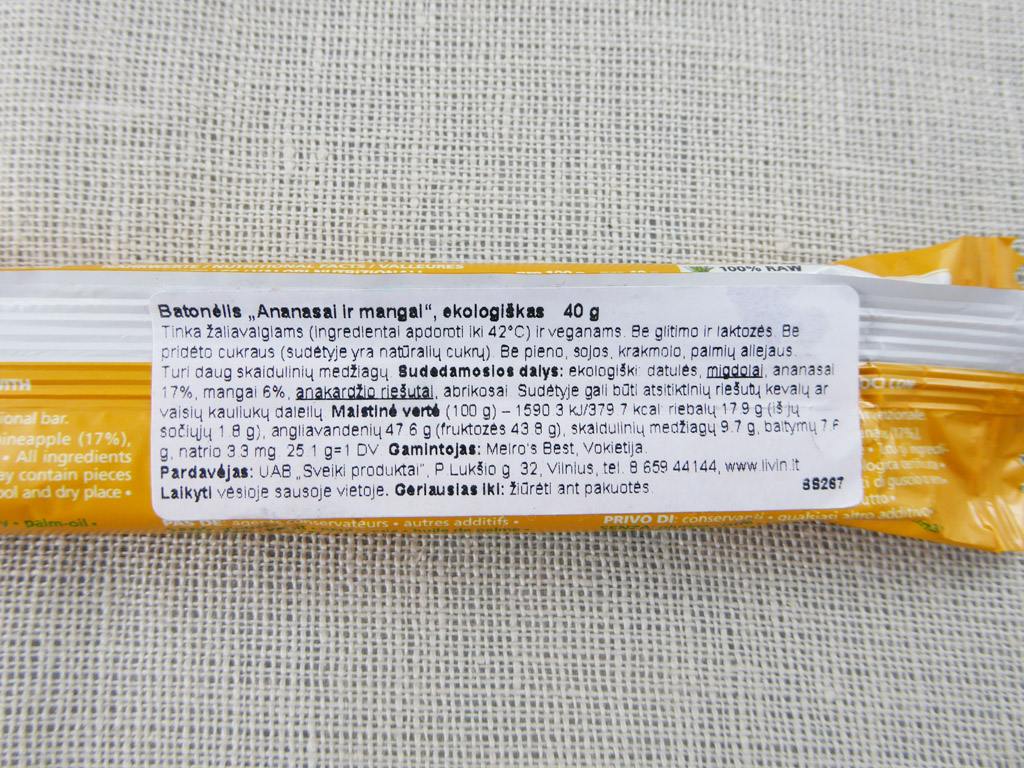 NUTRITIONAL FACTS / VALLEURES
100% RAW
Batonėlis „Ananasai ir mangai“, ekologiškas 40 g
Tinka žaliavalgiams (ingredientai apdoroti iki 42°C) ir veganams. Be glitimo ir laktozės. Be
pridėto cukraus (sudėtyje yra natūralių cukrų). Be pieno, sojos, krakmolo, palmių aliejaus.
Turi daug skaidulinių medžiagų. Sudedamosios dalys: ekologiški: datulės, migdolai, ananasai
17%, mangai 6%, anakardžio riešutai, abrikosai. Sudėtyje gali būti atsitiktinių riešutų kevalų ar
vaisių kauliukų dalelių. Maistinė vertė (100 g) – 1590.3 kJ/379.7 kcal: riebalų 17.9 g (iš jų
sočiųjų 1.8 g), angliavandenių 47.6 g (fruktozės 43.8 g), skaidulinių medžiagų 9.7 g, baltymų 7.6
g, natrio 3.3 mg. 25.1 g=1 DV. Gamintojas: Meiro's Best, Vokietija.
Pardavėjas: UAB „Sveiki produktai“, P.Lukšio g. 32, Vilnius, tel. 8 659 44144, www.livin.lt
Laikyti vėsioje sausoje vietoje. Geriausias iki: žiūrėti ant pakuotės.
SS267
ional bar.
ineapple (17%),
• All ingredients
ay contain pieces
ool and dry place •
palm-oil •
PAS DE: conservateurs • autres additifs •
PRIVO DI: conservanti • qualsiasi altro additivo